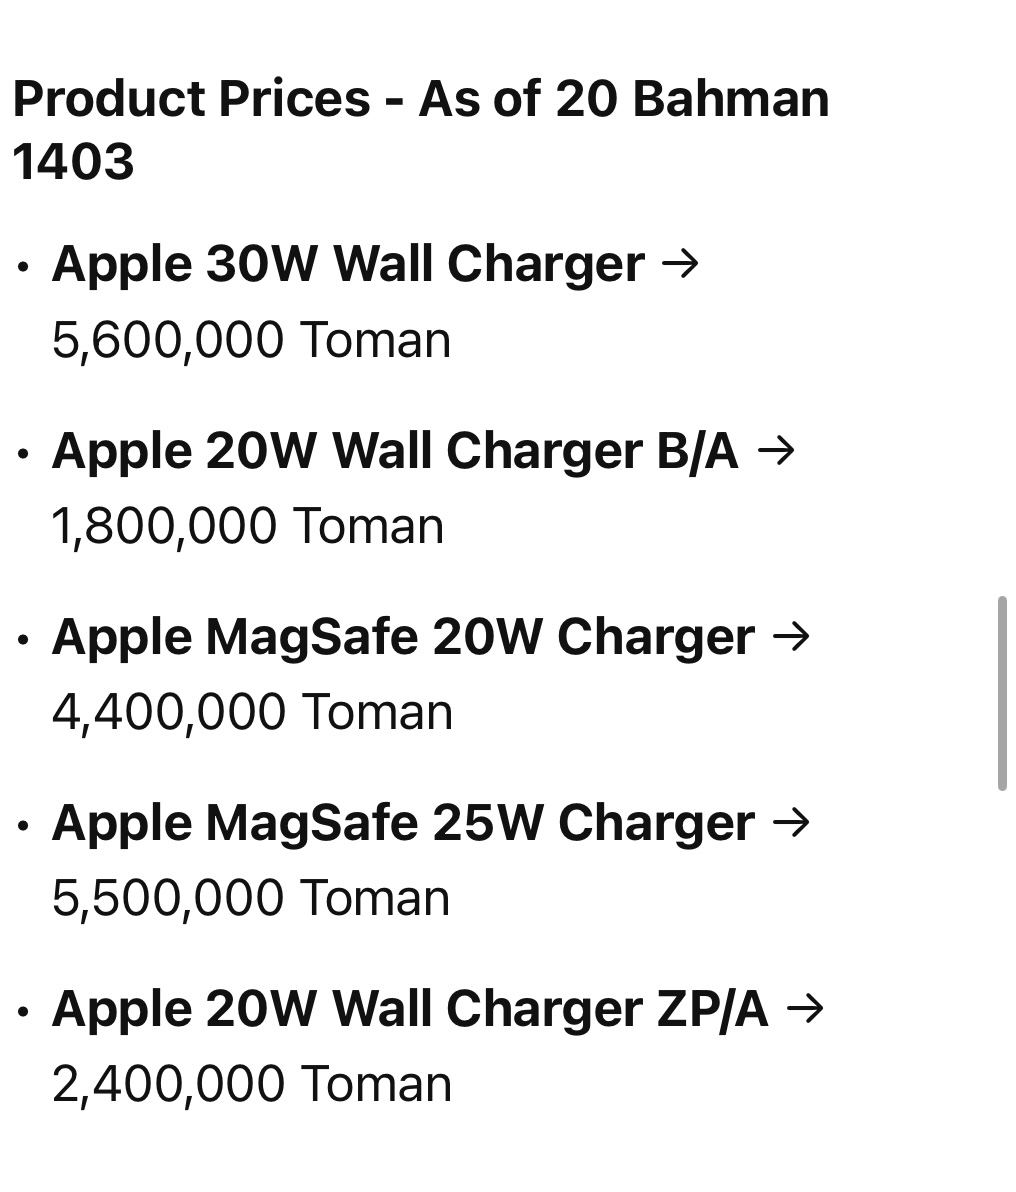 Product Prices - As of 20 Bahman
1403
• Apple 30W Wall Charger →
5,600,000 Toman
• Apple 20W Wall Charger B/A →
1,800,000 Toman
• Apple MagSafe 20W Charger →
4,400,000 Toman
• Apple MagSafe 25W Charger →
5,500,000 Toman
• Apple 20W Wall Charger ZP/A →
2,400,000 Toman